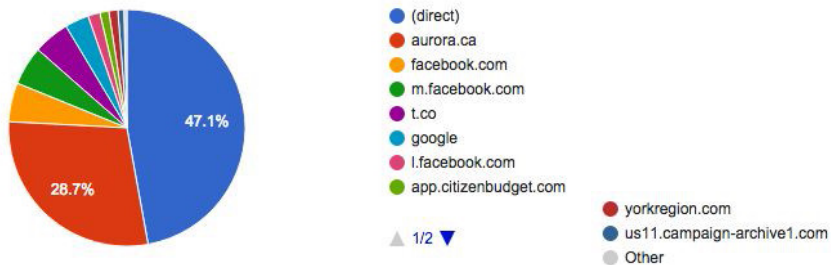 47.1%
28.7%
(direct)
aurora.ca
facebook.com
m.facebook.com
t.co
google
l.facebook.com
app.citizenbudget.com
1/2
yorkregion.com
us11.campaign-archive1.com
Other